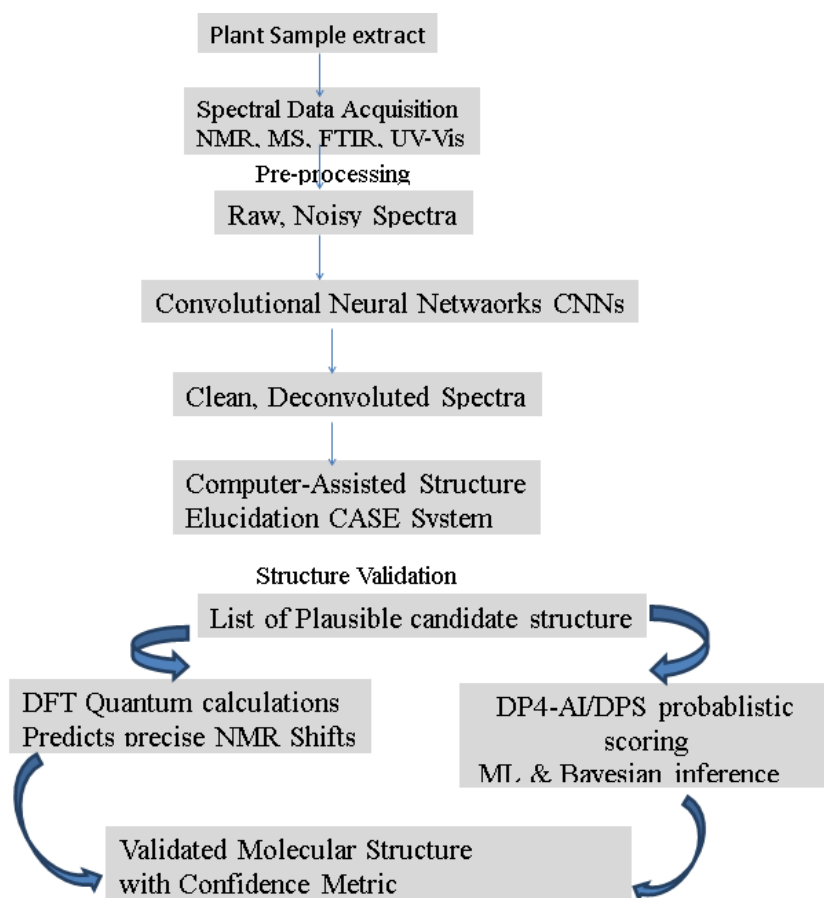 Plant Sample extract
Spectral Data Acquisition
NMR, MS, FTIR, UV-Vis
Pre-processing
Raw, Noisy Spectra
Convolutional Neural Netwaorks CNNs
Clean, Deconvoluted Spectra
Computer-Assisted Structure
Elucidation CASE System
Structure Validation
List of Plausible candidate structure
DFT Quantum calculations
Predicts precise NMR Shifts
DP4-AI/DPS probablistic
scoring
ML & Bayesian inference
Validated Molecular Structure
with Confidence Metric